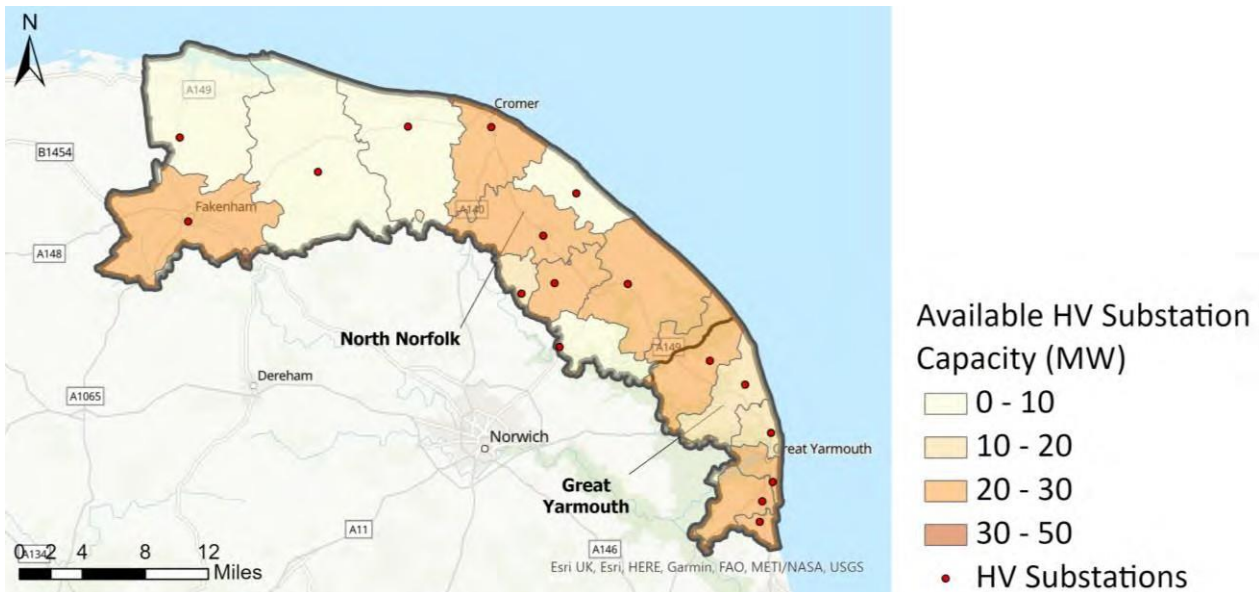 N
A149
Cromer
B1454
Fakenham
A140
A148
North Norfolk
A149
Dereham
A1065
Norwich
Great Yarmouth
Great
Yarmouth
A11
A134
A146
0 2 4 8 12
Miles
Esri UK, Esri, HERE, Garmin, FAO, METI/NASA, USGS
Available HV Substation
Capacity (MW)
0 - 10
10 - 20
20 - 30
30 - 50
HV Substations